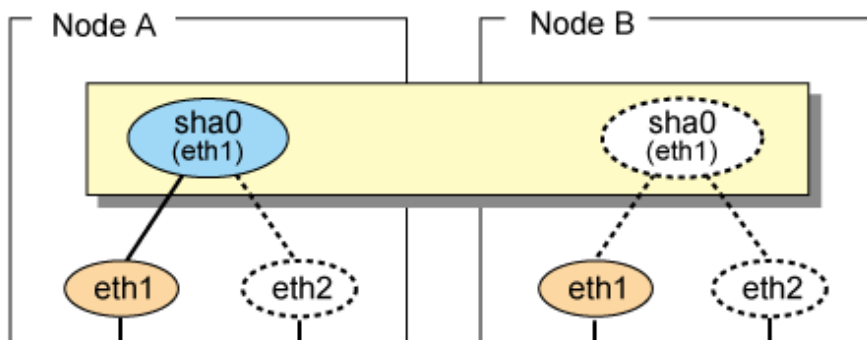 Node A
Node B
sha0
(eth1)
sha0
(eth1)
eth1
eth2
eth1
eth2